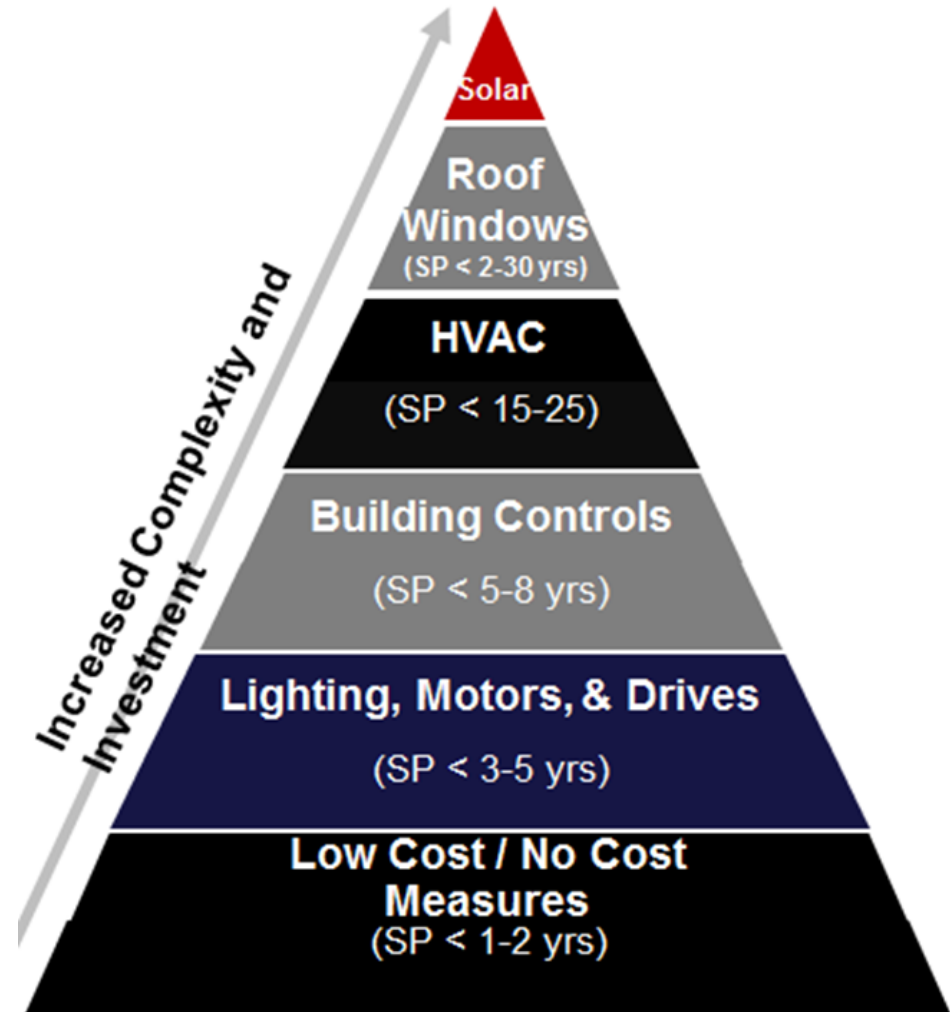 Solar
Roof
Windows
(SP < 2-30 yrs)
HVAC
(SP < 15-25)
Building Controls
(SP < 5-8 yrs)
Lighting, Motors, & Drives
(SP < 3-5 yrs)
Low Cost / No Cost
Measures
(SP < 1-2 yrs)
Increased Complexity and
Investment